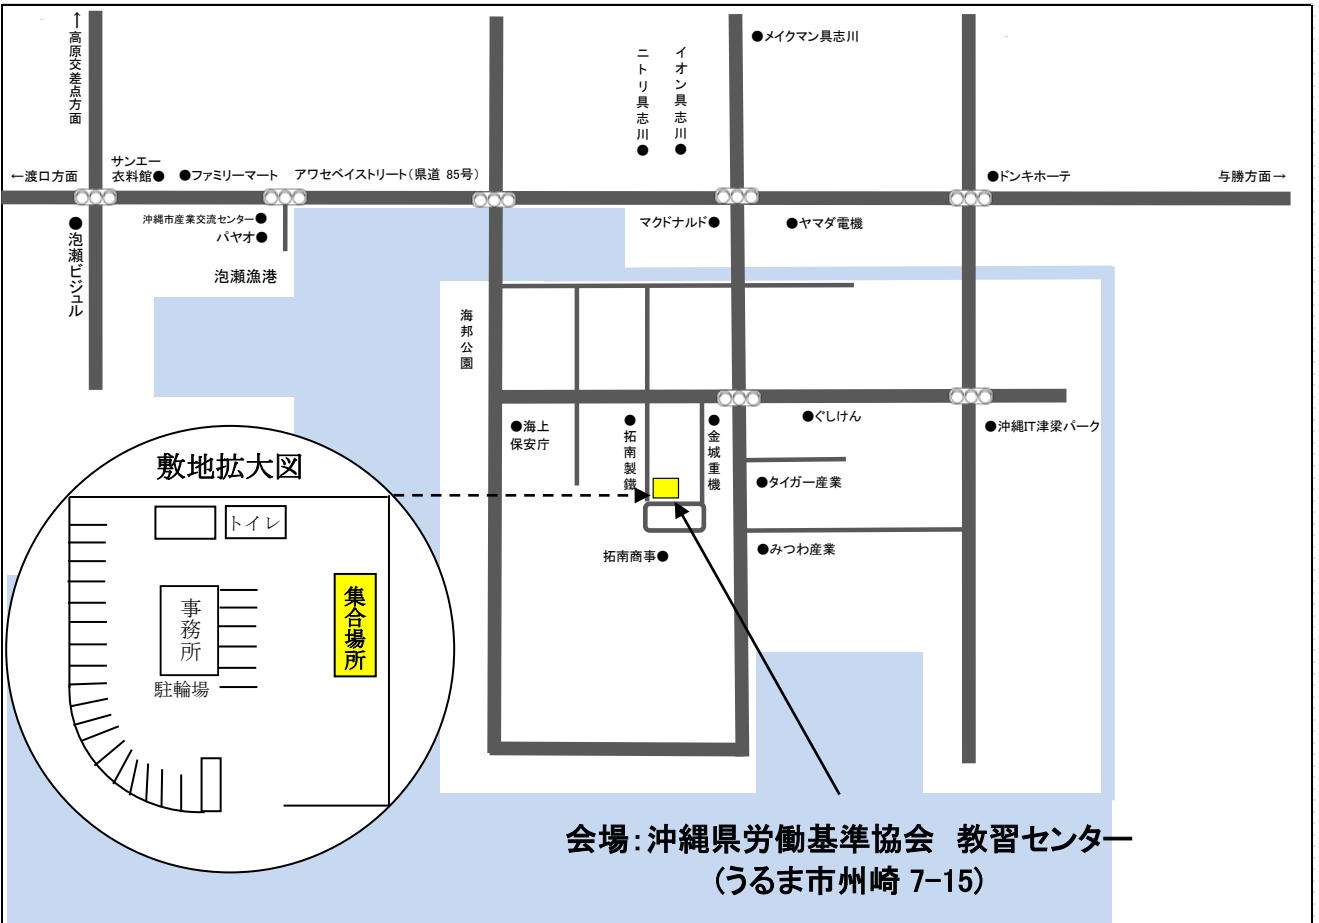 ↑高原交差点方面
ニトリ具志川●
イオン具志川●
●メイクマン具志川
←渡口方面
サンエー
衣料館●
●ファミリーマート
アワセベイストリート(県道 85号)
●ドンキホーテ
与勝方面→
●泡瀬ビジュル
沖縄市産業交流センター●
パヤオ●
泡瀬漁港
マクドナルド●
●ヤマダ電機
海邦公園
●海上
保安庁
●拓南製鐵
●金城重機
●ぐしけん
●沖縄IT津梁パーク
●タイガー産業
●みつわ産業
拓南商事●
敷地拡大図
トイレ
事務所
駐輪場
集合場所
会場:沖縄県労働基準協会 教習センター
(うるま市州崎 7-15)